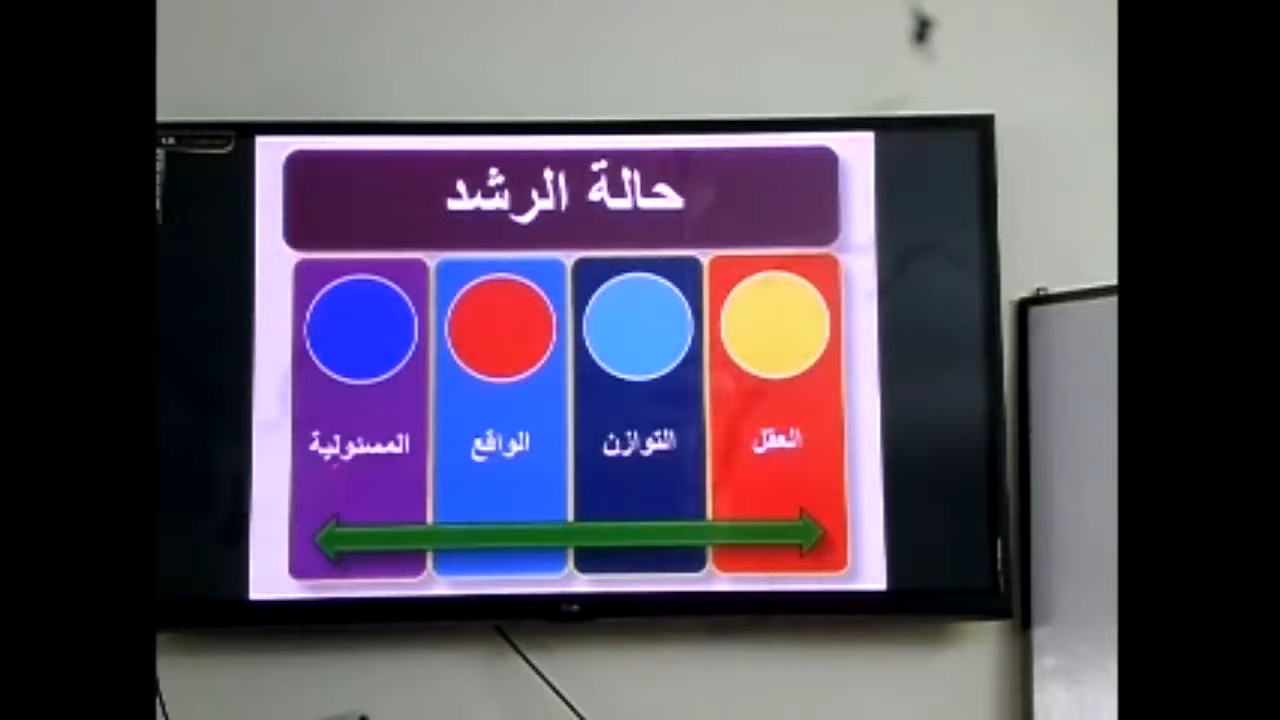 حالة الرشد
العقل
التوازن
الواقع
المسئولية